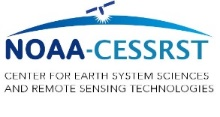 NOAA-CESSRST
CENTER FOR EARTH SYSTEM SCIENCES
AND REMOTE SENSING TECHNOLOGIES